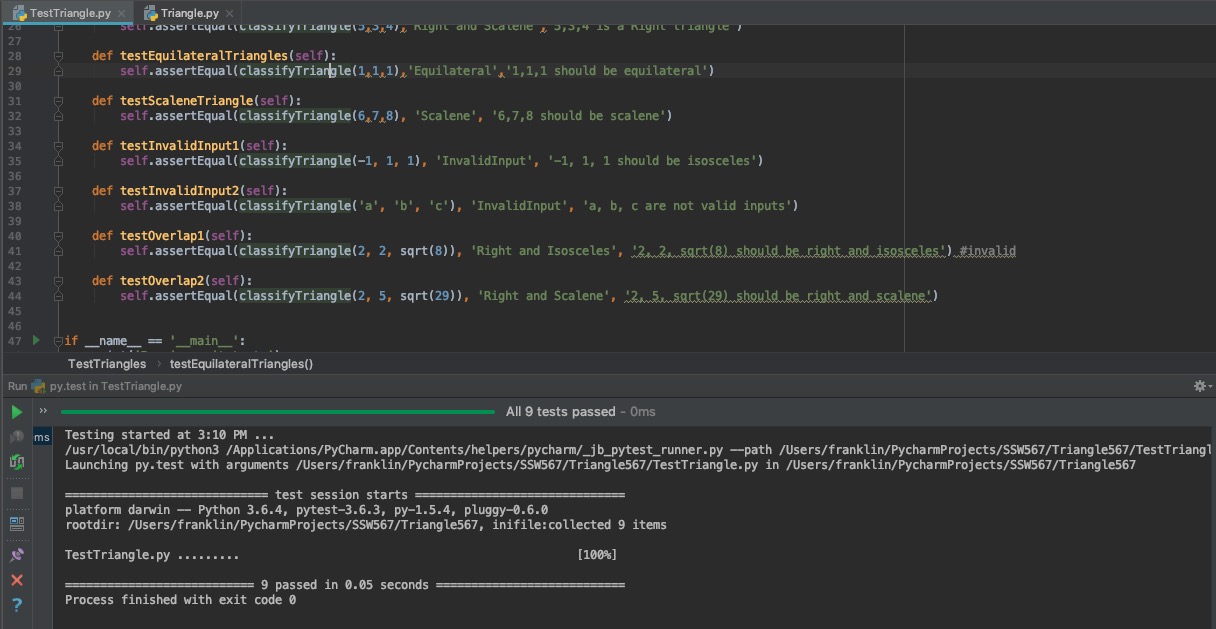 TestTriangle.py
Triangle.py
26 self.assertEqual(classifyTriangle(5,3,4),'Right and Scalene','5,3,4 is a Right triangle')
27
28 def testEquilateralTriangles(self):
29 self.assertEqual(classifyTriangle(1,1,1),'Equilateral','1,1,1 should be equilateral')
30
31 def testScaleneTriangle(self):
32 self.assertEqual(classifyTriangle(6,7,8), 'Scalene', '6,7,8 should be scalene')
33
34 def testInvalidInput1(self):
35 self.assertEqual(classifyTriangle(-1, 1, 1), 'InvalidInput', '-1, 1, 1 should be isosceles')
36
37 def testInvalidInput2(self):
38 self.assertEqual(classifyTriangle('a', 'b', 'c'), 'InvalidInput', 'a, b, c are not valid inputs')
39
40 def testOverlap1(self):
41 self.assertEqual(classifyTriangle(2, 2, sqrt(8)), 'Right and Isosceles', '2, 2, sqrt(8) should be right and isosceles') #invalid
42
43 def testOverlap2(self):
44 self.assertEqual(classifyTriangle(2, 5, sqrt(29)), 'Right and Scalene', '2, 5, sqrt(29) should be right and scalene')
45
46
47 if __name__ == '__main__':
TestTriangles › testEquilateralTriangles()
Run py.test in TestTriangle.py
›› All 9 tests passed - 0ms
ms Testing started at 3:10 PM ...
/usr/local/bin/python3 /Applications/PyCharm.app/Contents/helpers/pycharm/_jb_pytest_runner.py --path /Users/franklin/PycharmProjects/SSW567/Triangle567/TestTriangl
Launching py.test with arguments /Users/franklin/PycharmProjects/SSW567/Triangle567/TestTriangle.py in /Users/franklin/PycharmProjects/SSW567/Triangle567
============================= test session starts ==============================
platform darwin -- Python 3.6.4, pytest-3.6.3, py-1.5.4, pluggy-0.6.0
rootdir: /Users/franklin/PycharmProjects/SSW567/Triangle567, inifile:collected 9 items
TestTriangle.py ......... [100%]
=========================== 9 passed in 0.05 seconds ===========================
Process finished with exit code 0